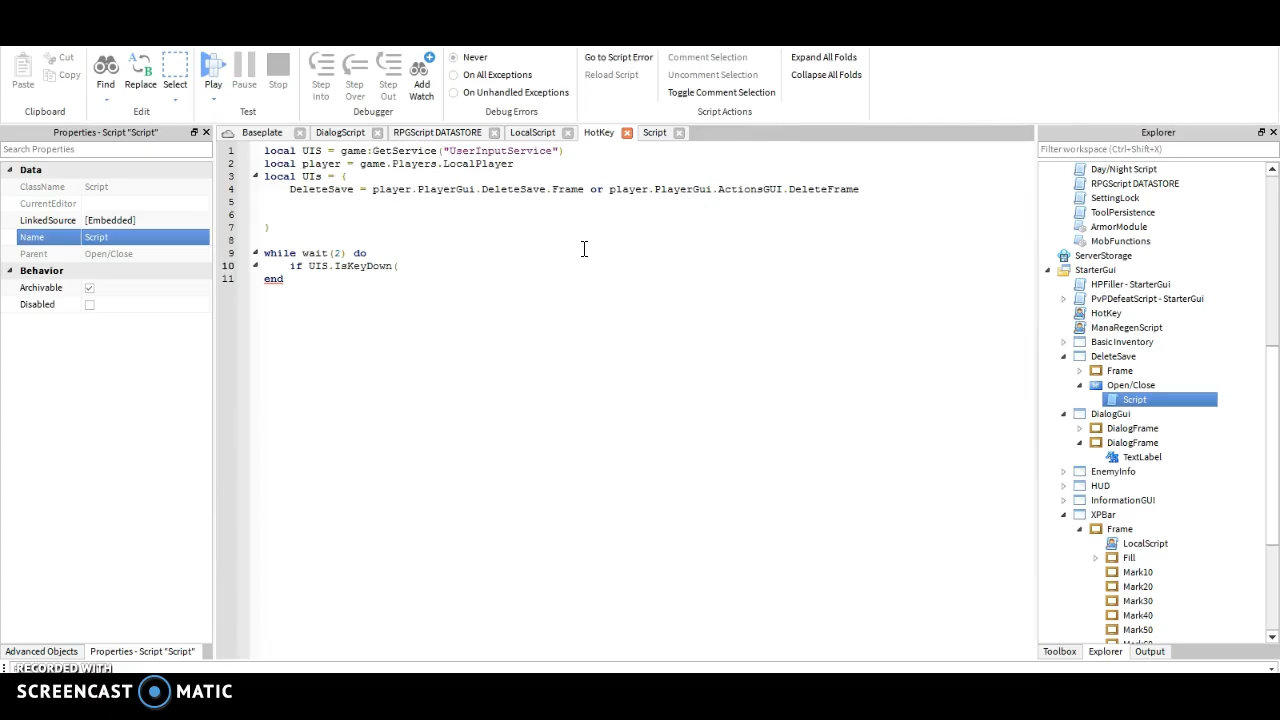 Paste
Cut
Copy
Clipboard
Find
Replace
Select
Edit
Play
Pause
Stop
Test
Step Into
Step Over
Step Out
Add Watch
Debugger
Never
On All Exceptions
On Unhandled Exceptions
Debug Errors
Go to Script Error
Reload Script
Comment Selection
Uncomment Selection
Toggle Comment Selection
Script Actions
Expand All Folds
Collapse All Folds
Properties - Script "Script"
Search Properties
Data
ClassName Script
CurrentEditor
LinkedSource [Embedded]
Name Script
Parent Open/Close
Behavior
Archivable
Disabled
Advanced Objects
Properties - Script "Script"
Baseplate
DialogScript
RPGScript DATASTORE
LocalScript
HotKey
Script
1 local UIS = game:GetService("UserInputService")
2 local player = game.Players.LocalPlayer
3 local UIs = {
4 DeleteSave = player.PlayerGui.DeleteSave.Frame or player.PlayerGui.ActionsGUI.DeleteFrame
5
6
7 }
8
9 while wait(2) do
10 if UIS.IsKeyDown(
11 end
Explorer
Filter workspace (Ctrl+Shift+X)
Day/Night Script
RPGScript DATASTORE
SettingLock
ToolPersistence
ArmorModule
MobFunctions
ServerStorage
StarterGui
HPFiller - StarterGui
PvPDefeatScript - StarterGui
HotKey
ManaRegenScript
BasicInventory
DeleteSave
Frame
Open/Close
Script
DialogGui
DialogFrame
DialogFrame
TextLabel
EnemyInfo
HUD
InformationGUI
XPBar
Frame
LocalScript
Fill
Mark10
Mark20
Mark30
Mark40
Mark50
Toolbox
Explorer
Output
RECORDED WITH
SCREENCAST MATIC